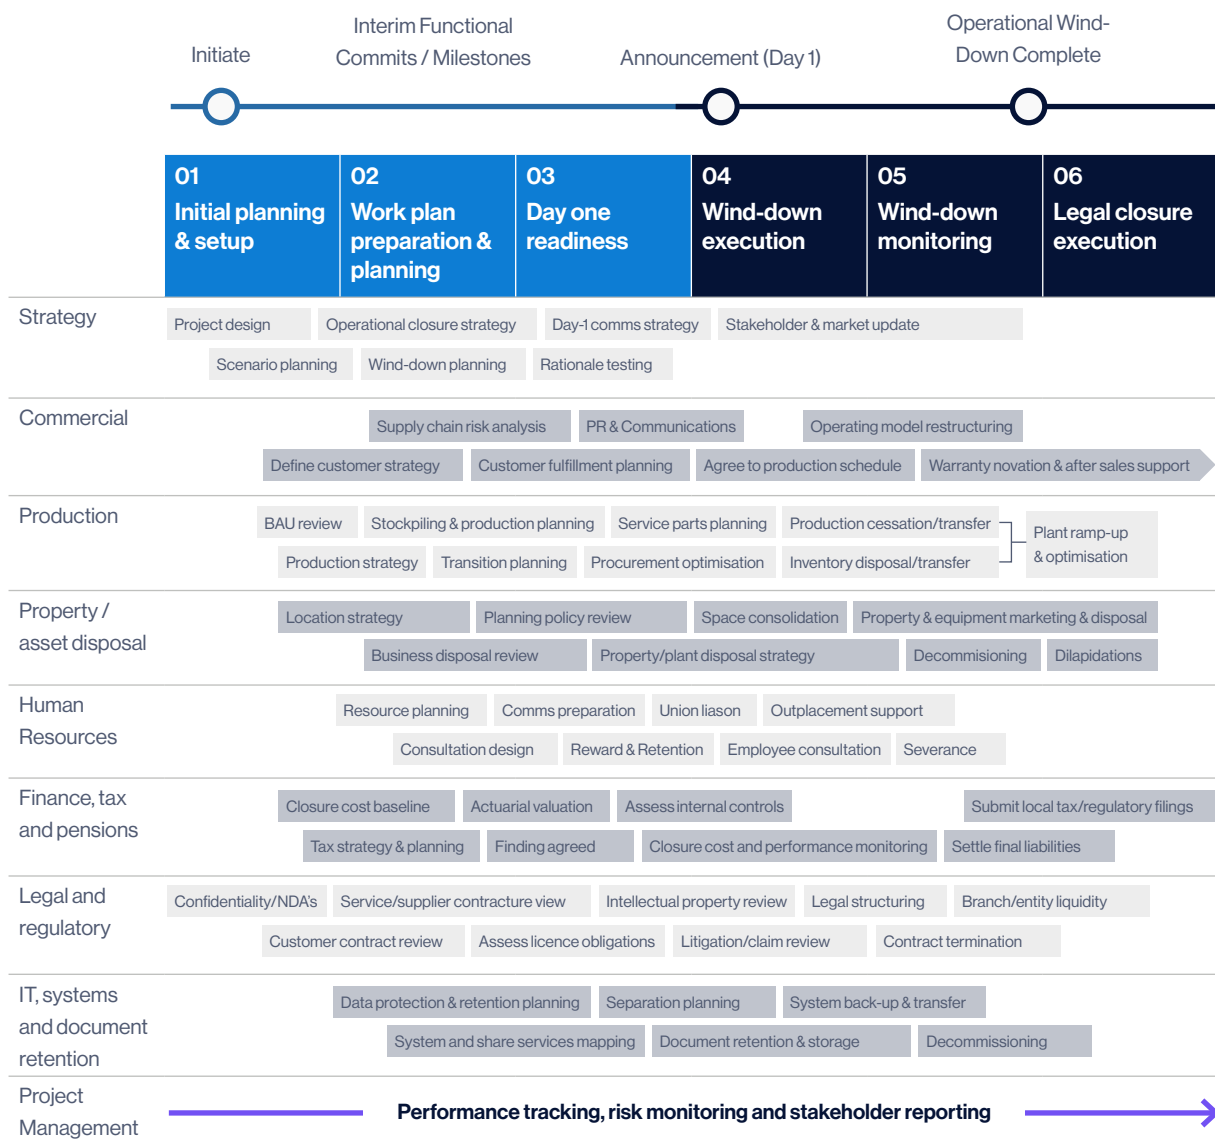 Initiate
Interim Functional
Commits / Milestones
Announcement (Day 1)
Operational Wind-
Down Complete
01
Initial planning
& setup
02
Work plan
preparation &
planning
03
Day one
readiness
04
Wind-down
execution
05
Wind-down
monitoring
06
Legal closure
execution
Strategy
Project design
Operational closure strategy
Day-1 comms strategy
Stakeholder & market update
Scenario planning
Wind-down planning
Rationale testing
Commercial
Supply chain risk analysis
PR & Communications
Operating model restructuring
Define customer strategy
Customer fulfillment planning
Agree to production schedule
Warranty novation & after sales support
Production
BAU review
Stockpiling & production planning
Service parts planning
Production cessation/transfer
Plant ramp-up
& optimisation
Production strategy
Transition planning
Procurement optimisation
Inventory disposal/transfer
Property /
asset disposal
Location strategy
Planning policy review
Space consolidation
Property & equipment marketing & disposal
Business disposal review
Property/plant disposal strategy
Decommisioning
Dilapidations
Human
Resources
Resource planning
Comms preparation
Union liason
Outplacement support
Consultation design
Reward & Retention
Employee consultation
Severance
Finance, tax
and pensions
Closure cost baseline
Actuarial valuation
Assess internal controls
Submit local tax/regulatory filings
Tax strategy & planning
Finding agreed
Closure cost and performance monitoring
Settle final liabilities
Legal and
regulatory
Confidentiality/NDA's
Service/supplier contracture view
Intellectual property review
Legal structuring
Branch/entity liquidity
Customer contract review
Assess licence obligations
Litigation/claim review
Contract termination
IT, systems
and document
retention
Data protection & retention planning
Separation planning
System back-up & transfer
System and share services mapping
Document retention & storage
Decommissioning
Project
Management
Performance tracking, risk monitoring and stakeholder reporting